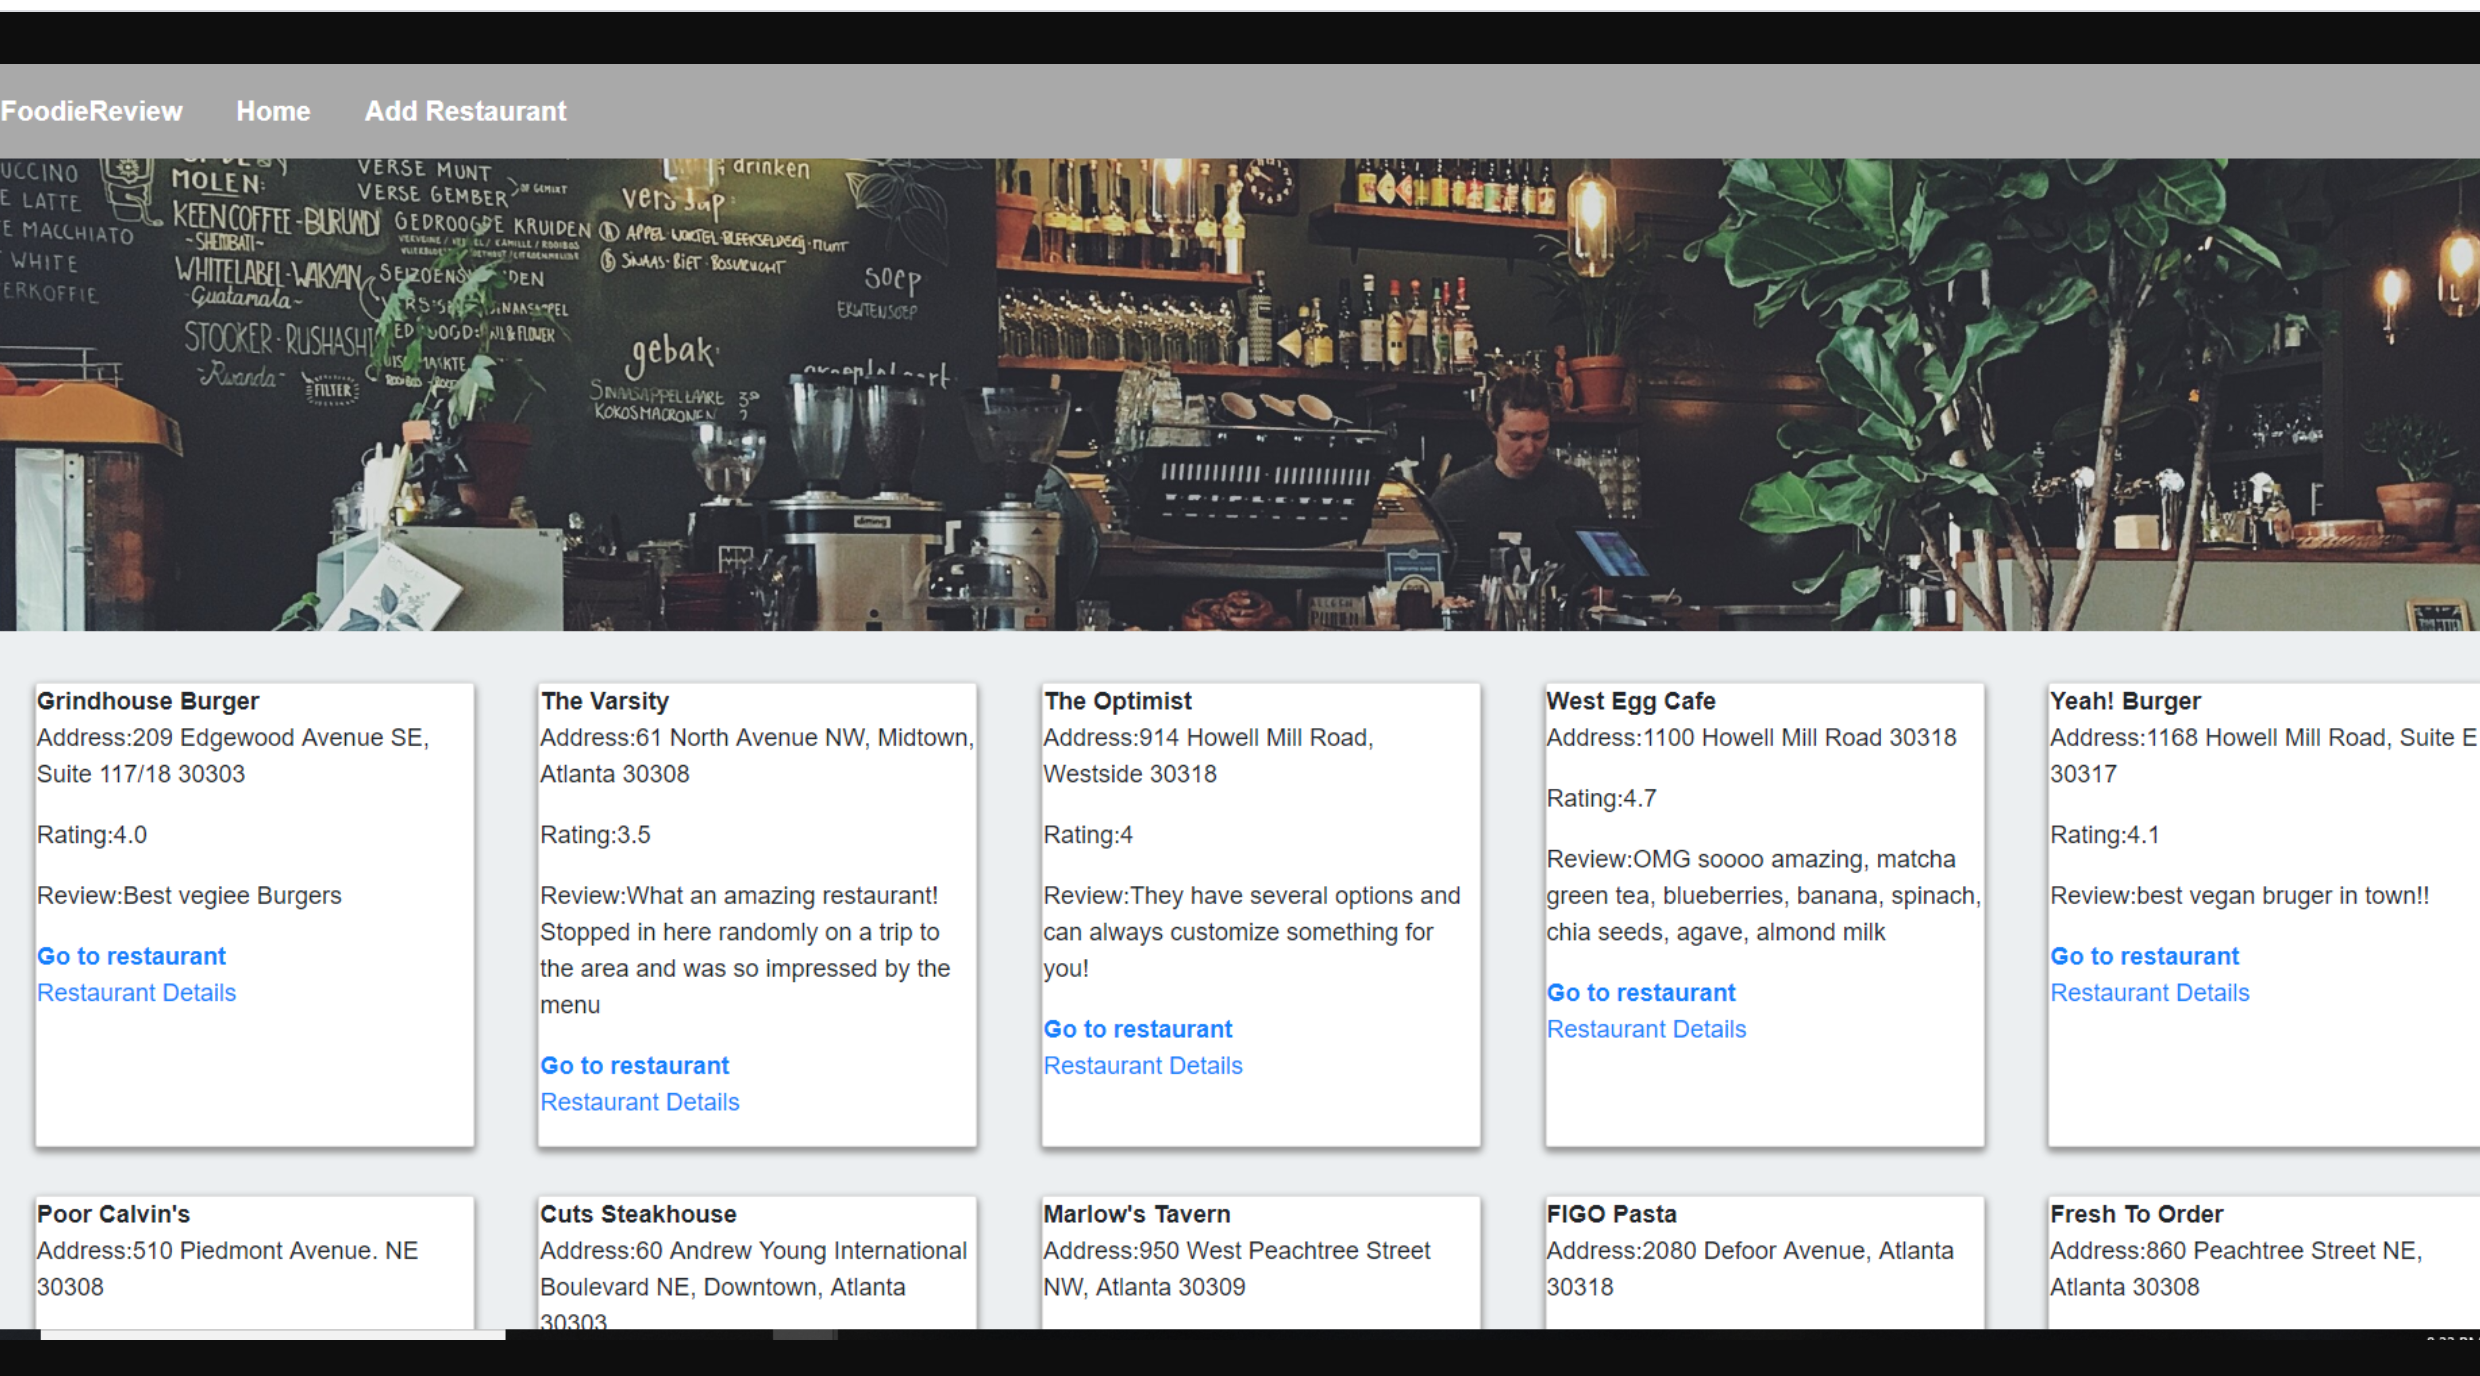 FoodieReview Home Add Restaurant
UCCINO
E LATTE
E MACCHIATO
WHITE
ERKOFFIE
MOLEN:
KEEN COFFEE - BURUNDI
~SHEMBATI~
WHITELABEL - WAKYAN
Guatamala~
STOOKER - RUSHASHI
~Rwanda~
FILTER
VERSE MUNT
VERSE GEMBER
GEDROOGDE KRUIDEN
drinken
vers sap:
APPEL WORTEL BLEEKSELDERIJ MUNT
SINAAS - BIET - BOSVRUCHT
soep
ERWTENSOEP
gebak:
SINAASAPPELTAART
KOKOSMACRONEN
Grindhouse Burger
Address:209 Edgewood Avenue SE,
Suite 117/18 30303
Rating:4.0
Review:Best vegiee Burgers
Go to restaurant
Restaurant Details
The Varsity
Address:61 North Avenue NW, Midtown,
Atlanta 30308
Rating:3.5
Review:What an amazing restaurant!
Stopped in here randomly on a trip to
the area and was so impressed by the
menu
Go to restaurant
Restaurant Details
The Optimist
Address:914 Howell Mill Road,
Westside 30318
Rating:4
Review:They have several options and
can always customize something for
you!
Go to restaurant
Restaurant Details
West Egg Cafe
Address:1100 Howell Mill Road 30318
Rating:4.7
Review:OMG soooo amazing, matcha
green tea, blueberries, banana, spinach,
chia seeds, agave, almond milk
Go to restaurant
Restaurant Details
Yeah! Burger
Address:1168 Howell Mill Road, Suite E
30317
Rating:4.1
Review:best vegan bruger in town!!
Go to restaurant
Restaurant Details
Poor Calvin's
Address:510 Piedmont Avenue. NE
30308
Cuts Steakhouse
Address:60 Andrew Young International
Boulevard NE, Downtown, Atlanta
30303
Marlow's Tavern
Address:950 West Peachtree Street
NW, Atlanta 30309
FIGO Pasta
Address:2080 Defoor Avenue, Atlanta
30318
Fresh To Order
Address:860 Peachtree Street NE,
Atlanta 30308